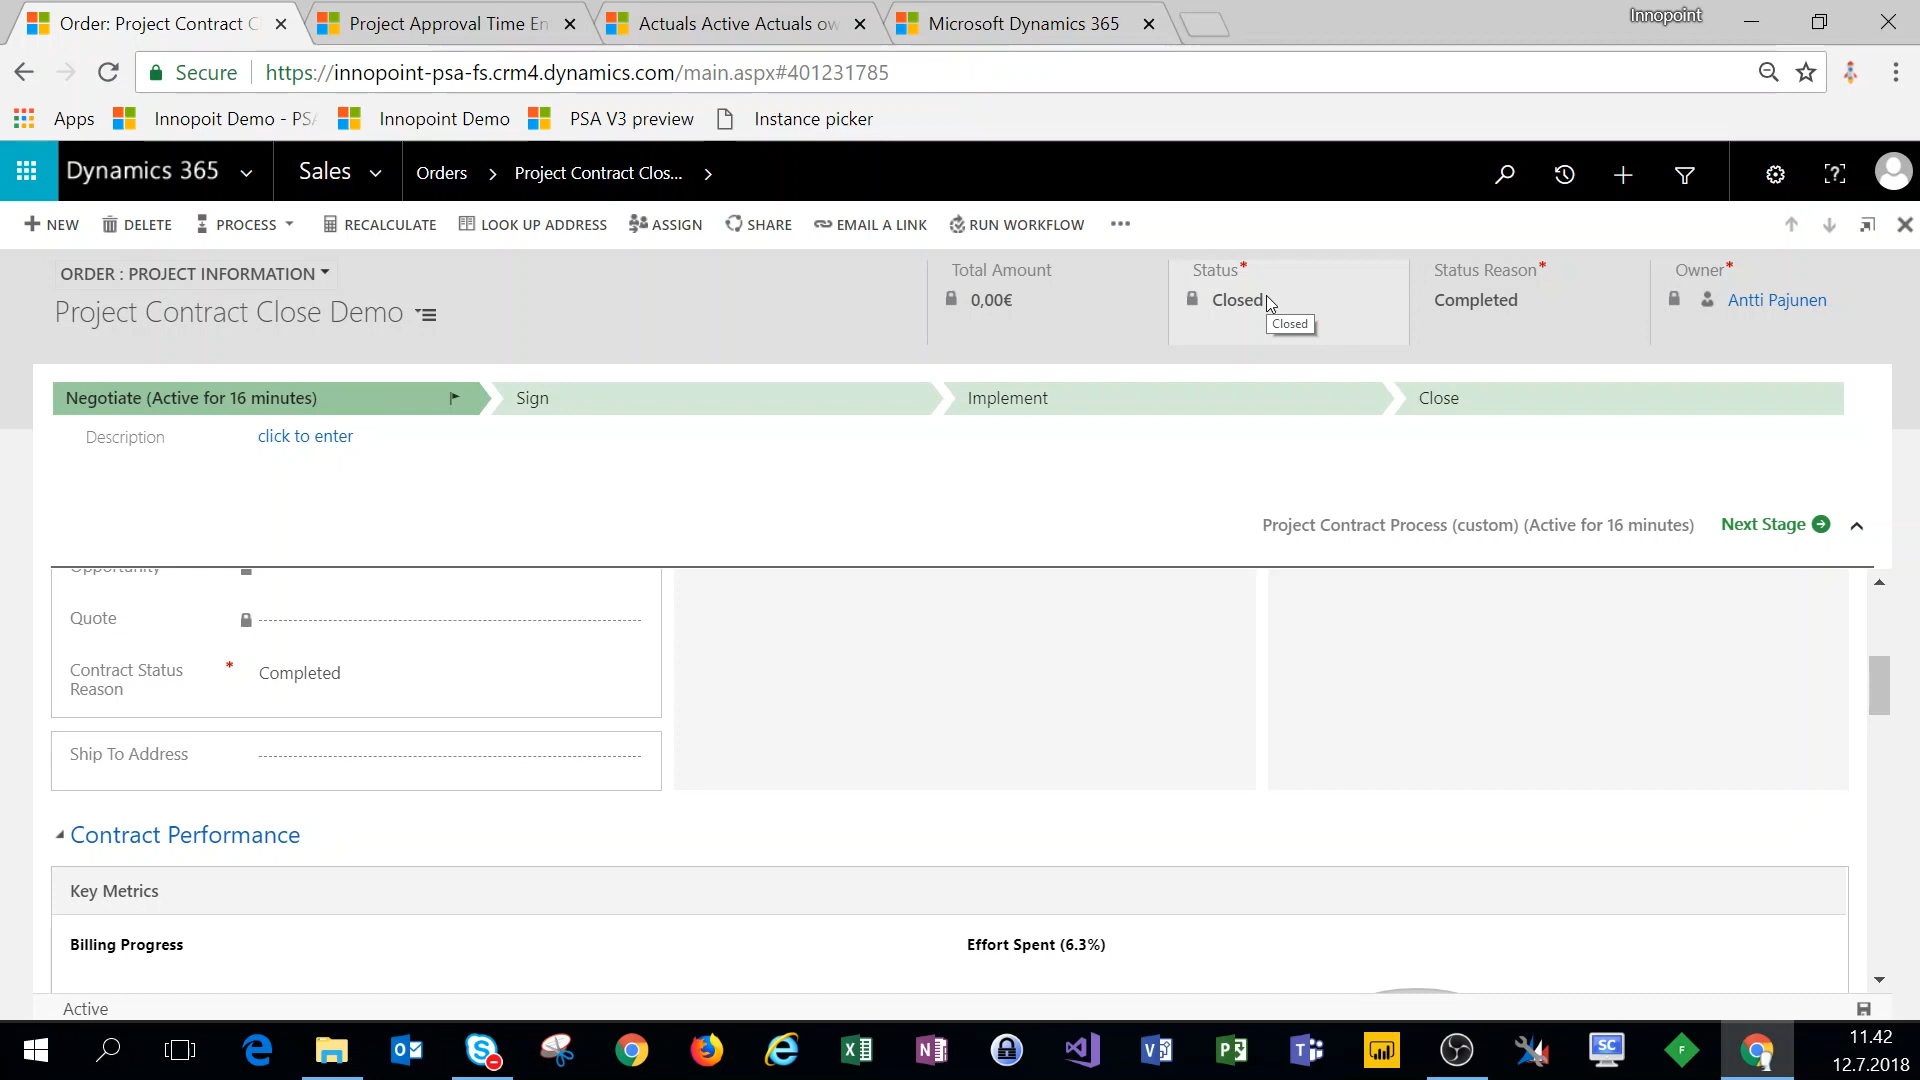 Order: Project Contract C
Project Approval Time En
Actuals Active Actuals ow
Microsoft Dynamics 365
Innopoint
Secure
https://innopoint-psa-fs.crm4.dynamics.com/main.aspx#401231785
Apps
Innopoit Demo - PSA
Innopoint Demo
PSA V3 preview
Instance picker
Dynamics 365
Sales
Orders
Project Contract Clos...
NEW
DELETE
PROCESS
RECALCULATE
LOOK UP ADDRESS
ASSIGN
SHARE
EMAIL A LINK
RUN WORKFLOW
ORDER : PROJECT INFORMATION
Project Contract Close Demo
Total Amount
0,00€
Status*
Closed
Closed
Status Reason*
Completed
Owner*
Antti Pajunen
Negotiate (Active for 16 minutes)
Sign
Implement
Close
Description
click to enter
Project Contract Process (custom) (Active for 16 minutes)
Next Stage
Opportunity
Quote
Contract Status
Reason
*
Completed
Ship To Address
Contract Performance
Key Metrics
Billing Progress
Effort Spent (6.3%)
Active
11.42
12.7.2018